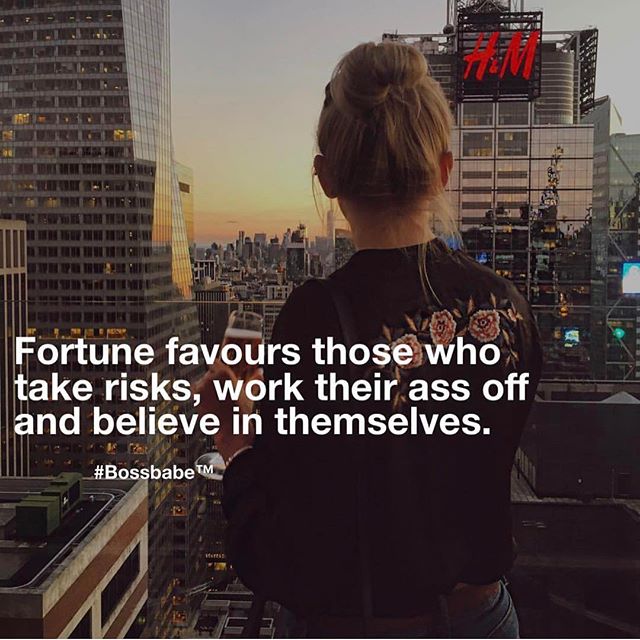 H&M
Fortune favours those who
take risks, work their ass off
and believe in themselves.
#Bossbabe™